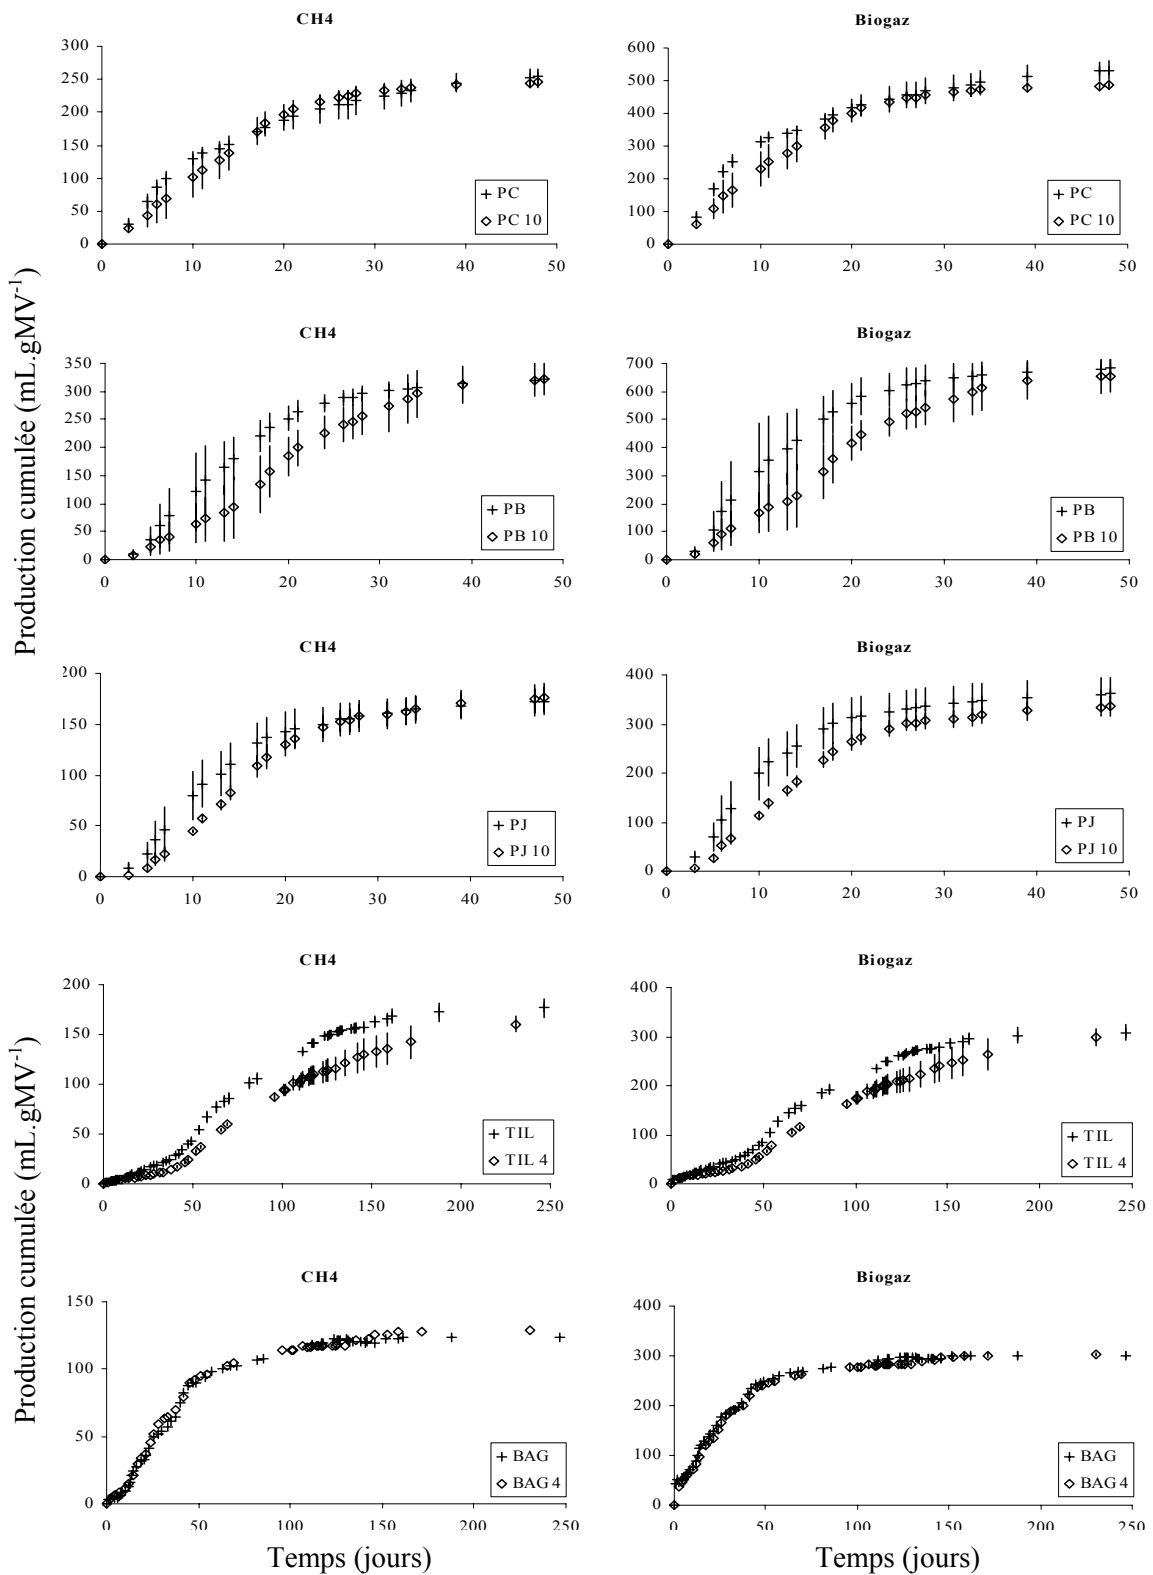 CH4
300
250
200
150
100
50
0
0 10 20 30 40 50
PC
PC 10
Biogaz
600
500
400
300
200
100
0
0 10 20 30 40 50
PC
PC 10
Production cumulée (mL.gMV-1)
CH4
350
300
250
200
150
100
50
0
0 10 20 30 40 50
PB
PB 10
Biogaz
700
600
500
400
300
200
100
0
0 10 20 30 40 50
PB
PB 10
CH4
200
150
100
50
0
0 10 20 30 40 50
PJ
PJ 10
Biogaz
400
300
200
100
0
0 10 20 30 40 50
PJ
PJ 10
Production cumulée (mL.gMV-1)
CH4
200
150
100
50
0
0 50 100 150 200 250
TIL
TIL 4
Biogaz
400
300
200
100
0
0 50 100 150 200 250
TIL
TIL 4
CH4
150
100
50
0
0 50 100 150 200 250
BAG
BAG 4
Temps (jours)
Biogaz
400
300
200
100
0
0 50 100 150 200 250
BAG
BAG 4
Temps (jours)